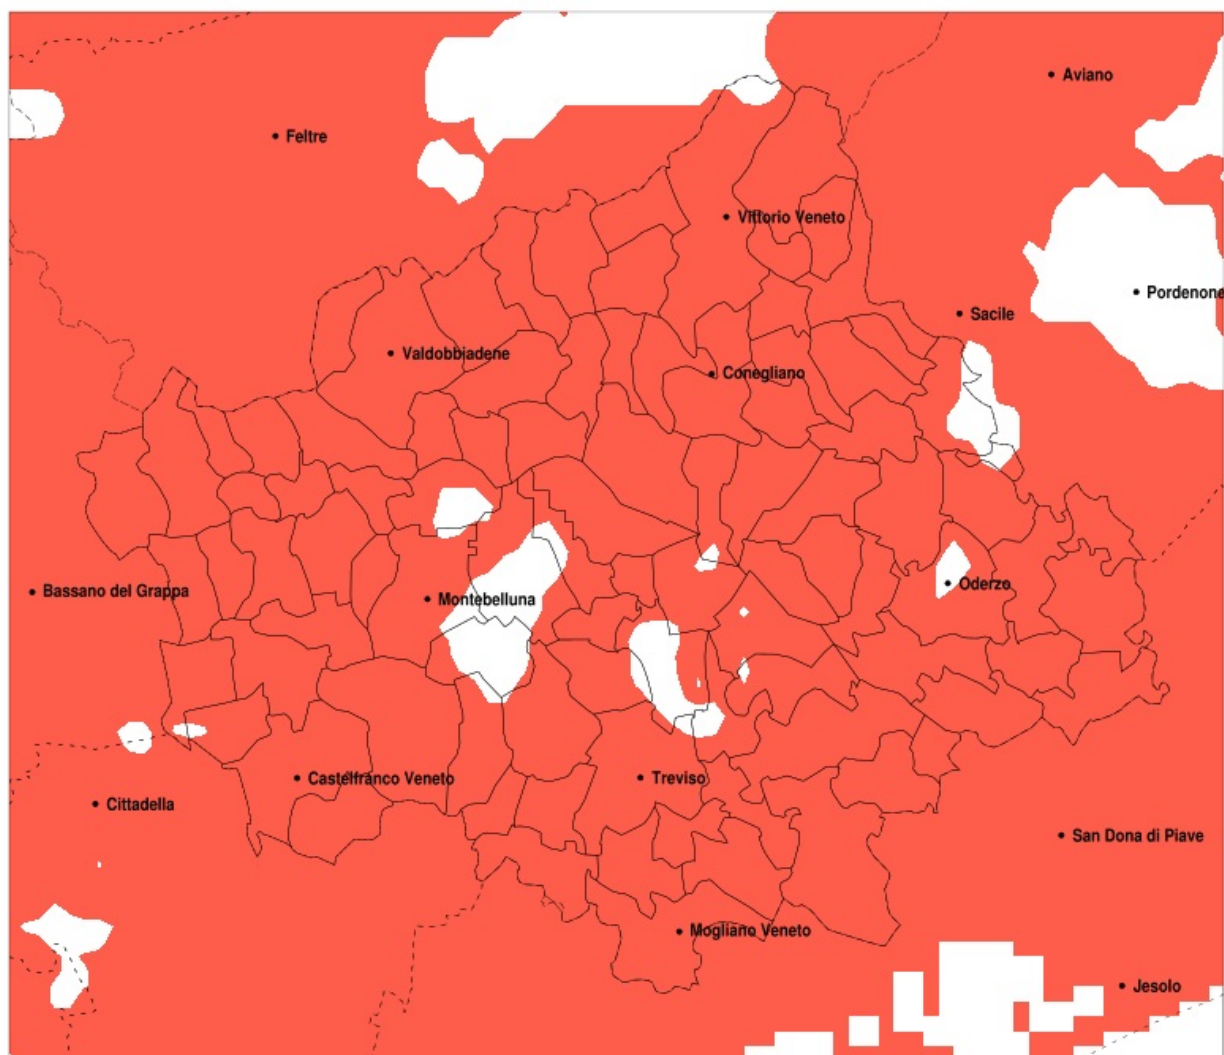 Aviano
Feltre
Vittorio Veneto
Pordenone
Sacile
Valdobbiadene
Conegliano
Oderzo
Bassano del Grappa
Montebelluna
Castelfranco Veneto
Treviso
Cittadella
San Dona di Piave
Mogliano Veneto
Jesolo